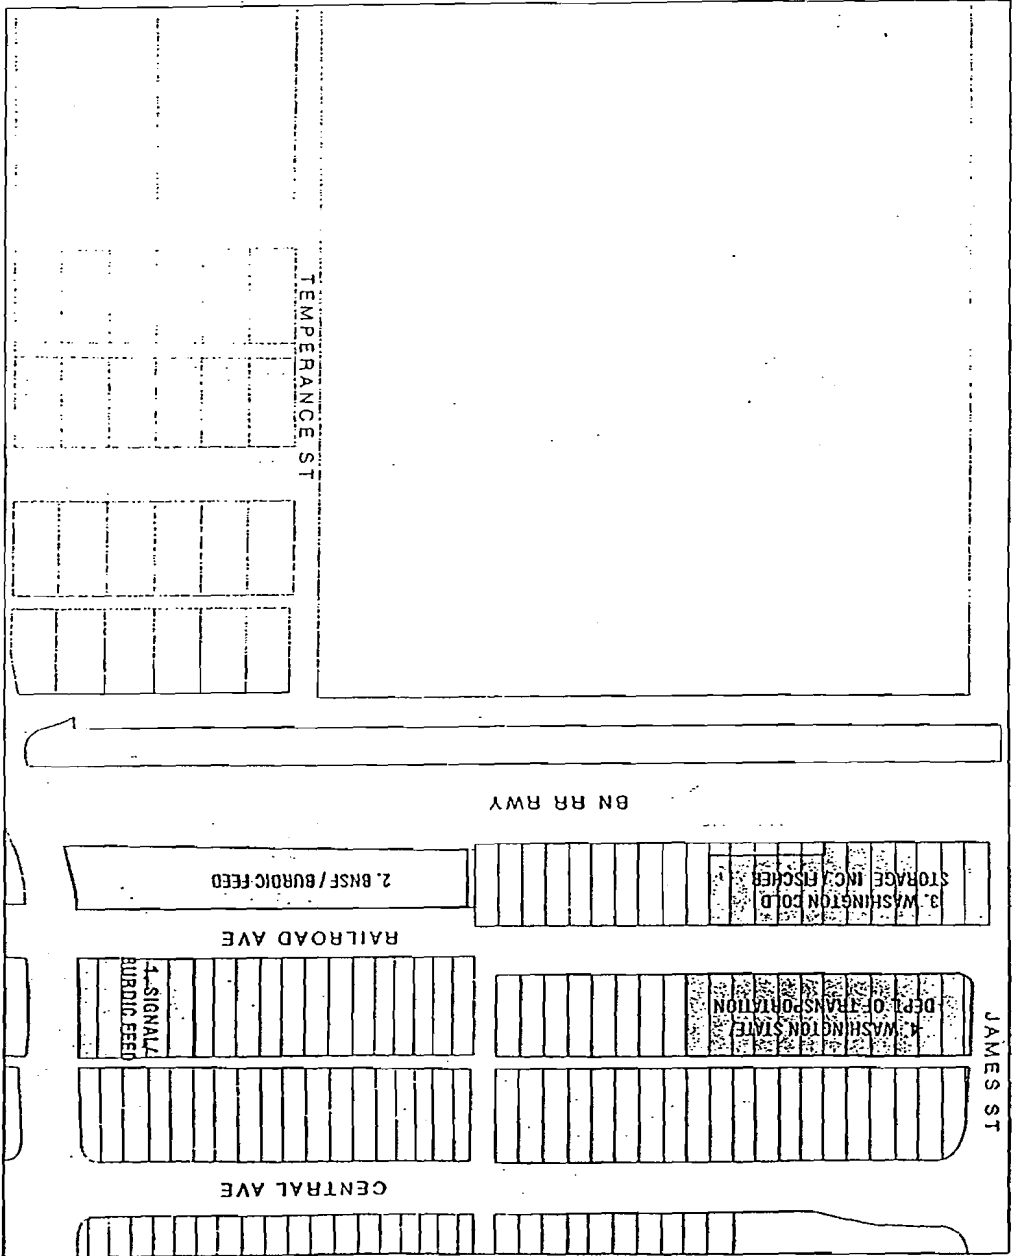 TEMPERANCE ST
BN RR RWY
2. BNSF / BURDIC-FEED
3. WASHINGTON COLD
STORAGE INC./FISCHER
RAILROAD AVE
1. SIGNAL/
BURDIC FEED
4. WASHINGTON STATE/
DEPT. OF TRANSPORTATION
JAMES ST
CENTRAL AVE